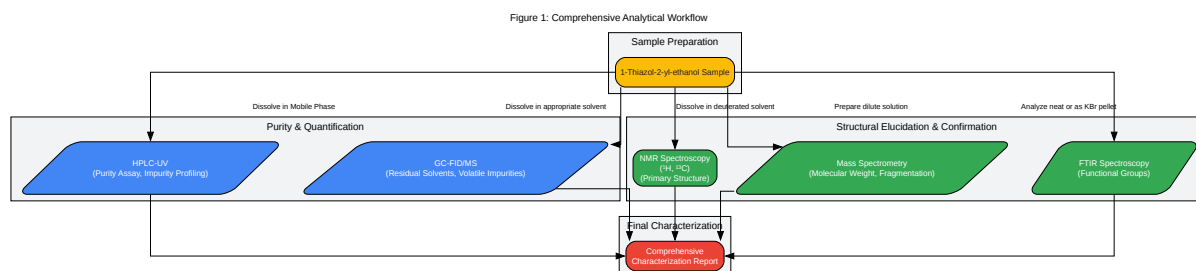 Figure 1: Comprehensive Analytical Workflow
Sample Preparation
1-Thiazol-2-yl-ethanol Sample
Dissolve in Mobile Phase
Dissolve in appropriate solvent
Dissolve in deuterated solvent
Prepare dilute solution
Analyze neat or as KBr pellet
Purity & Quantification
Structural Elucidation & Confirmation
HPLC-UV
(Purity Assay, Impurity Profiling)
GC-FID/MS
(Residual Solvents, Volatile Impurities)
NMR Spectroscopy
(¹H, ¹³C)
(Primary Structure)
Mass Spectrometry
(Molecular Weight, Fragmentation)
FTIR Spectroscopy
(Functional Groups)
Final Characterization
Comprehensive
Characterization Report